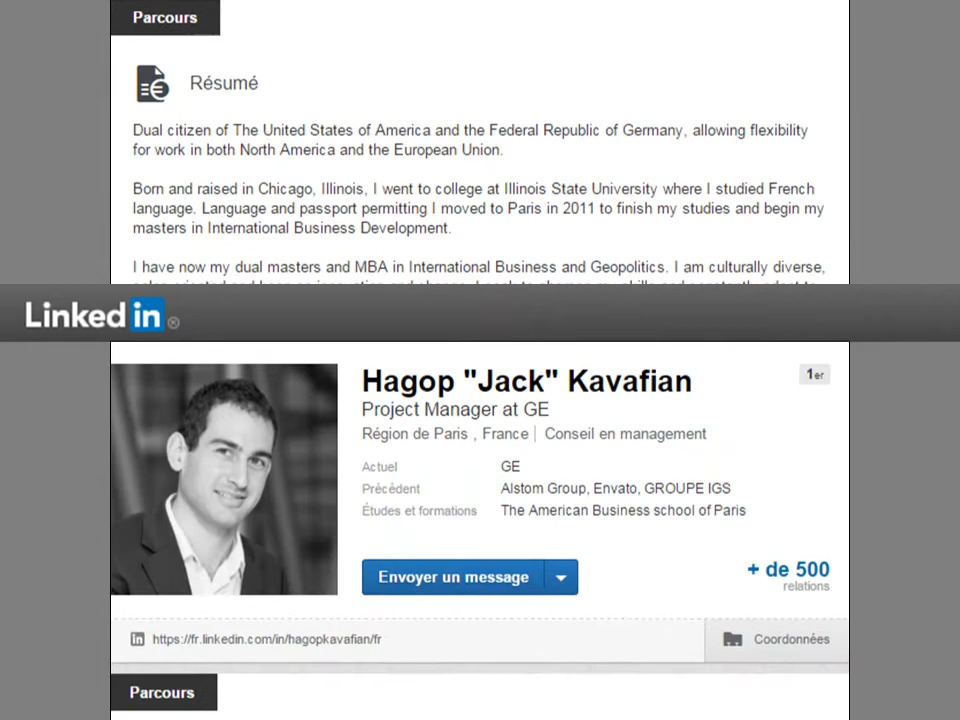 Parcours
Résumé
Dual citizen of The United States of America and the Federal Republic of Germany, allowing flexibility
for work in both North America and the European Union.
Born and raised in Chicago, Illinois, I went to college at Illinois State University where I studied French
language. Language and passport permitting I moved to Paris in 2011 to finish my studies and begin my
masters in International Business Development.
I have now my dual masters and MBA in International Business and Geopolitics. I am culturally diverse,
Linked in ®
Hagop "Jack" Kavafian
1er
Project Manager at GE
Région de Paris , France | Conseil en management
Actuel GE
Précédent Alstom Group, Envato, GROUPE IGS
Études et formations The American Business school of Paris
Envoyer un message
+ de 500
relations
https://fr.linkedin.com/in/hagopkavafian/fr
Coordonnées
Parcours